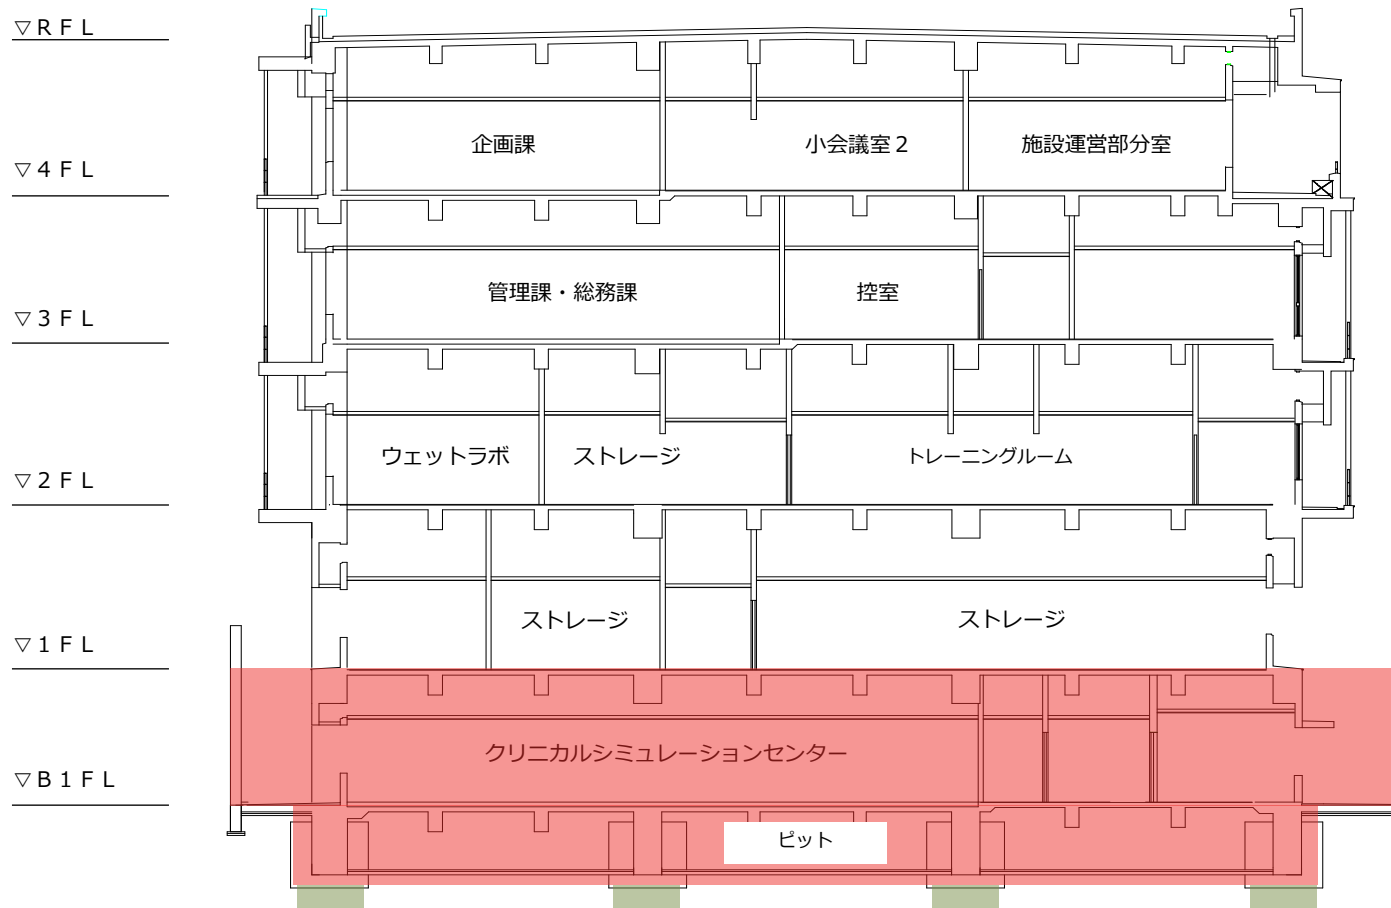 ▽ＲＦＬ
企画課 小会議室２ 施設運営部分室
▽４ＦＬ
管理課・総務課 控室
▽３ＦＬ
ウェットラボ ストレージ トレーニングルーム
▽２ＦＬ
ストレージ ストレージ
▽１ＦＬ
クリニカルシミュレーションセンター
▽Ｂ１ＦＬ
ピット